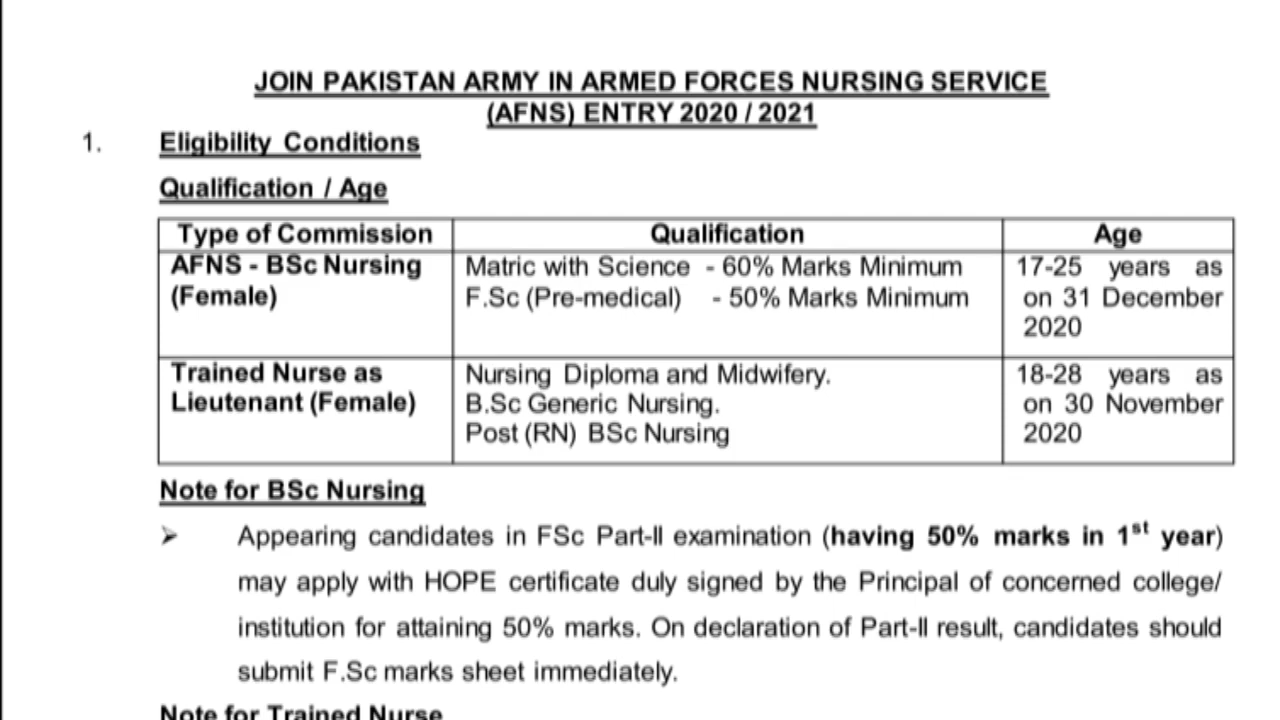 JOIN PAKISTAN ARMY IN ARMED FORCES NURSING SERVICE
(AFNS) ENTRY 2020 / 2021
1. Eligibility Conditions
Qualification / Age
Type of Commission Qualification Age
AFNS - BSc Nursing (Female)
Matric with Science - 60% Marks Minimum
F.Sc (Pre-medical) - 50% Marks Minimum
17-25 years as
on 31 December
2020
Trained Nurse as
Lieutenant (Female)
Nursing Diploma and Midwifery.
B.Sc Generic Nursing.
Post (RN) BSc Nursing
18-28 years as
on 30 November
2020
Note for BSc Nursing
➢ Appearing candidates in FSc Part-II examination (having 50% marks in 1st year)
may apply with HOPE certificate duly signed by the Principal of concerned college/
institution for attaining 50% marks. On declaration of Part-II result, candidates should
submit F.Sc marks sheet immediately.
Note for Trained Nurse